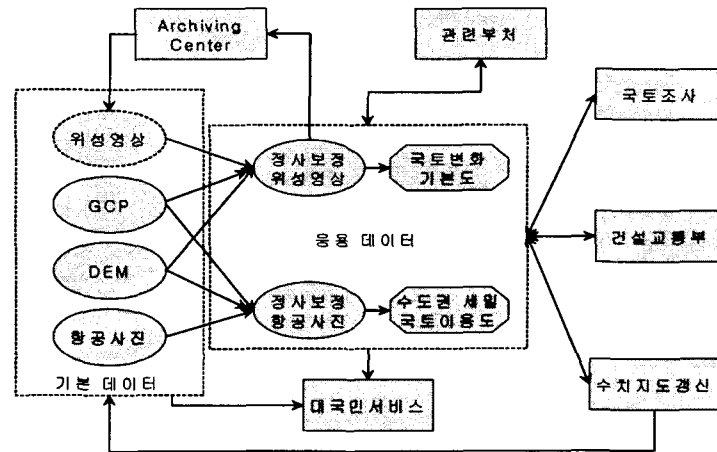 Archiving
Center
관련부처
국토조사
위성영상
정사보정
위성영상
국토변화
기본도
GCP
응용 데이터
건설교통부
DEM
정사보정
항공사진
수도권 세밀
국토이용도
항공사진
기본 데이터
대국민서비스
수치지도갱신